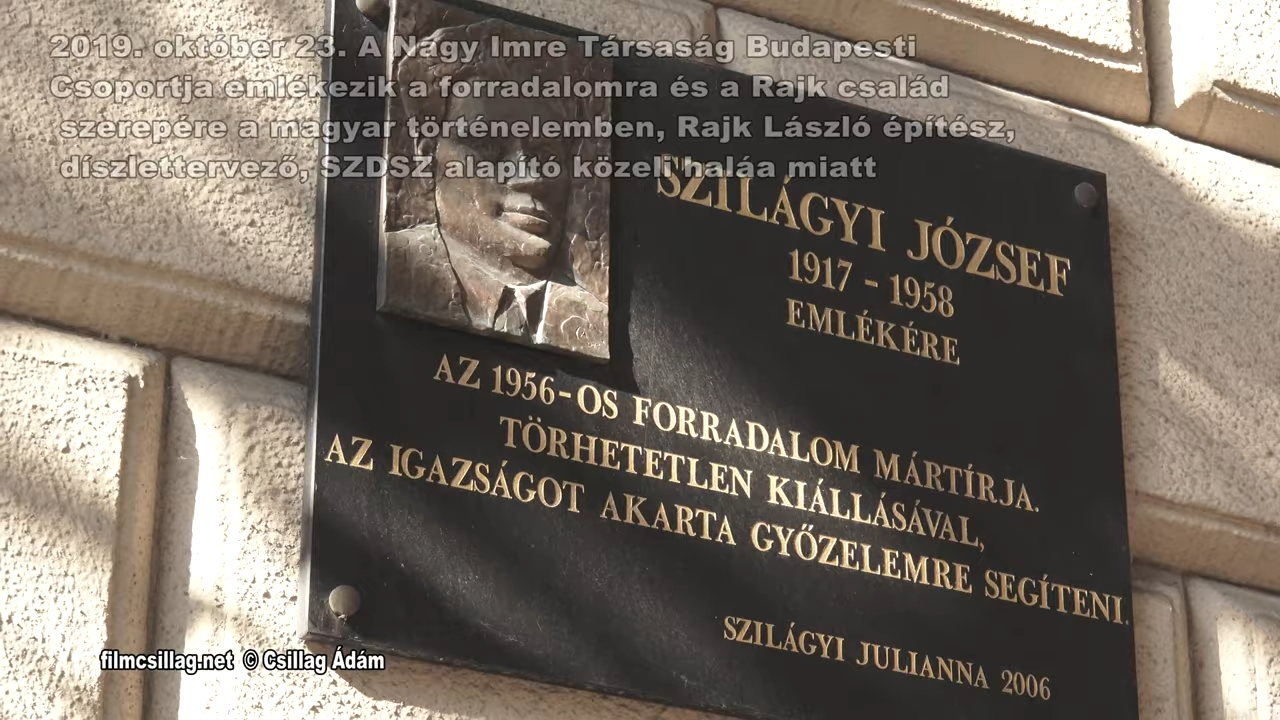 2019. október 23. A Nagy Imre Társaság Budapesti
Csoportja emlékezik a forradalomra és a Rajk család
szerepére a magyar történelemben, Rajk László építész,
díszlettervező, SZDSZ alapító közeli haláa miatt
SZILÁGYI JÓZSEF
1917 - 1958
EMLÉKÉRE
AZ 1956-OS FORRADALOM MÁRTÍRJA.
TÖRHETETLEN KIÁLLÁSÁVAL,
AZ IGAZSÁGOT AKARTA GYŐZELEMRE SEGÍTENI.
SZILÁGYI JULIANNA 2006
filmcsillag.net © Csillag Ádám